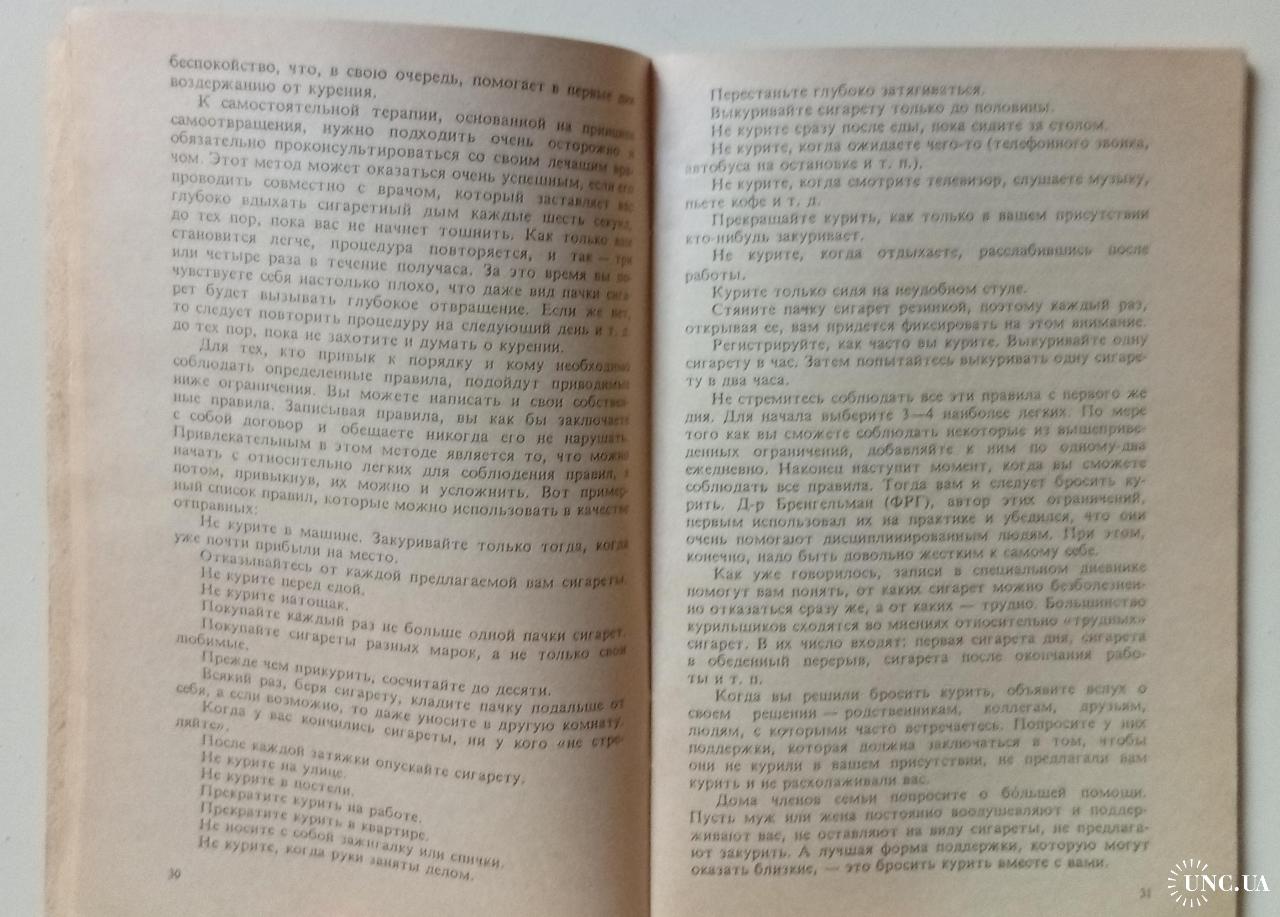 беспокойство, что, в свою очередь, помогает в первые дни
воздержанию от курения.
К самостоятельной терапии, основанной на принципе
самоотвращения, нужно подходить очень осторожно и
обязательно проконсультироваться со своим лечащим вра-
чом. Этот метод может оказаться очень успешным, если его
проводить совместно с врачом, который заставляет вас
глубоко вдыхать сигаретный дым каждые шесть секунд,
до тех пор, пока вас не начнет тошнить. Как только вам
становится легче, процедура повторяется, и так — три
или четыре раза в течение получаса. За это время вы по-
чувствуете себя настолько плохо, что даже вид пачки сига-
рет будет вызывать глубокое отвращение. Если же нет,
то следует повторить процедуру на следующий день и т. д.
до тех пор, пока не захотите и думать о курении.
Для тех, кто привык к порядку и кому необходимо
соблюдать определенные правила, подойдут приводимые
ниже ограничения. Вы можете написать и свои собствен-
ные правила. Записывая правила, вы как бы заключаете
с собой договор и обещаете никогда его не нарушать.
Привлекательным в этом методе является то, что можно
начать с относительно легких для соблюдения правил, а
потом, привыкнув, их можно и усложнить. Вот пример-
ный список правил, которые можно использовать в качестве
отправных:
Не курите в машине. Закуривайте только тогда, когда
уже почти прибыли на место.
Отказывайтесь от каждой предлагаемой вам сигареты.
Не курите перед едой.
Не курите натощак.
Покупайте каждый раз не больше одной пачки сигарет.
Покупайте сигареты разных марок, а не только свои
любимые.
Прежде чем прикурить, сосчитайте до десяти.
Всякий раз, беря сигарету, кладите пачку подальше от
себя, а если возможно, то даже уносите в другую комнату.
Когда у вас кончились сигареты, ни у кого «не стре-
ляйте».
После каждой затяжки опускайте сигарету.
Не курите на улице.
Не курите в постели.
Прекратите курить на работе.
Прекратите курить в квартире.
Не носите с собой зажигалку или спички.
Не курите, когда руки заняты делом.
30
Перестаньте глубоко затягиваться.
Выкуривайте сигарету только до половины.
Не курите сразу после еды, пока сидите за столом.
Не курите, когда ожидаете чего-то (телефонного звонка,
автобуса на остановке и т. п.).
Не курите, когда смотрите телевизор, слушаете музыку,
пьете кофе и т. д.
Прекращайте курить, как только в вашем присутствии
кто-нибудь закуривает.
Не курите, когда отдыхаете, расслабившись после
работы.
Курите только сидя на неудобном стуле.
Стяните пачку сигарет резинкой, поэтому каждый раз,
открывая ее, вам придется фиксировать на этом внимание.
Регистрируйте, как часто вы курите. Выкуривайте одну
сигарету в час. Затем попытайтесь выкуривать одну сигаре-
ту в два часа.
Не стремитесь соблюдать все эти правила с первого же
дня. Для начала выберите 3—4 наиболее легких. По мере
того как вы сможете соблюдать некоторые из вышеприве-
денных ограничений, добавляйте к ним по одному-два
ежедневно. Наконец наступит момент, когда вы сможете
соблюдать все правила. Тогда вам и следует бросить ку-
рить. Д-р Бренгельман (ФРГ), автор этих ограничений,
первым использовал их на практике и убедился, что они
очень помогают дисциплинированным людям. При этом,
конечно, надо быть довольно жестким к самому себе.
Как уже говорилось, записи в специальном дневнике
помогут вам понять, от каких сигарет можно безболезнен-
но отказаться сразу же, а от каких — трудно. Большинство
курильщиков сходятся во мнениях относительно «трудных»
сигарет. В их число входят: первая сигарета дня, сигарета
в обеденный перерыв, сигарета после окончания рабо-
ты и т. п.
Когда вы решили бросить курить, объявите вслух о
своем решении — родственникам, коллегам, друзьям,
людям, с которыми часто встречаетесь. Попросите у них
поддержки, которая должна заключаться в том, чтобы
они не курили в вашем присутствии, не предлагали вам
курить и не расхолаживали вас.
Дома членов семьи попросите о бо́льшей помощи.
Пусть муж или жена постоянно воодушевляют и поддер-
живают вас, не оставляют на виду сигареты, не предлага-
ют закурить. А лучшая форма поддержки, которую могут
оказать близкие, — это бросить курить вместе с вами.
31
UNC.UA